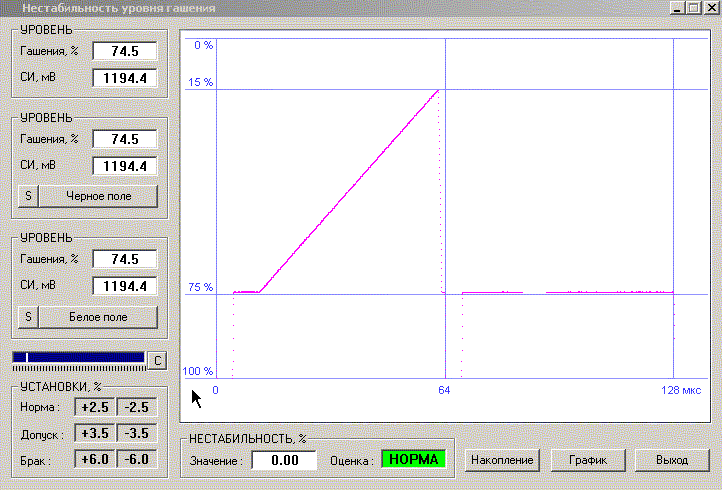 Нестабильность уровня гашения
УРОВЕНЬ
Гашения, % 74.5
СИ, мВ 1194.4
УРОВЕНЬ
Гашения, % 74.5
СИ, мВ 1194.4
S Черное поле
УРОВЕНЬ
Гашения, % 74.5
СИ, мВ 1194.4
S Белое поле
C
УСТАНОВКИ, %
Норма : +2.5 -2.5
Допуск : +3.5 -3.5
Брак : +6.0 -6.0
0 %
15 %
75 %
100 %
0 64 128 мкс
НЕСТАБИЛЬНОСТЬ, %
Значение : 0.00 Оценка : НОРМА
Накопление График Выход